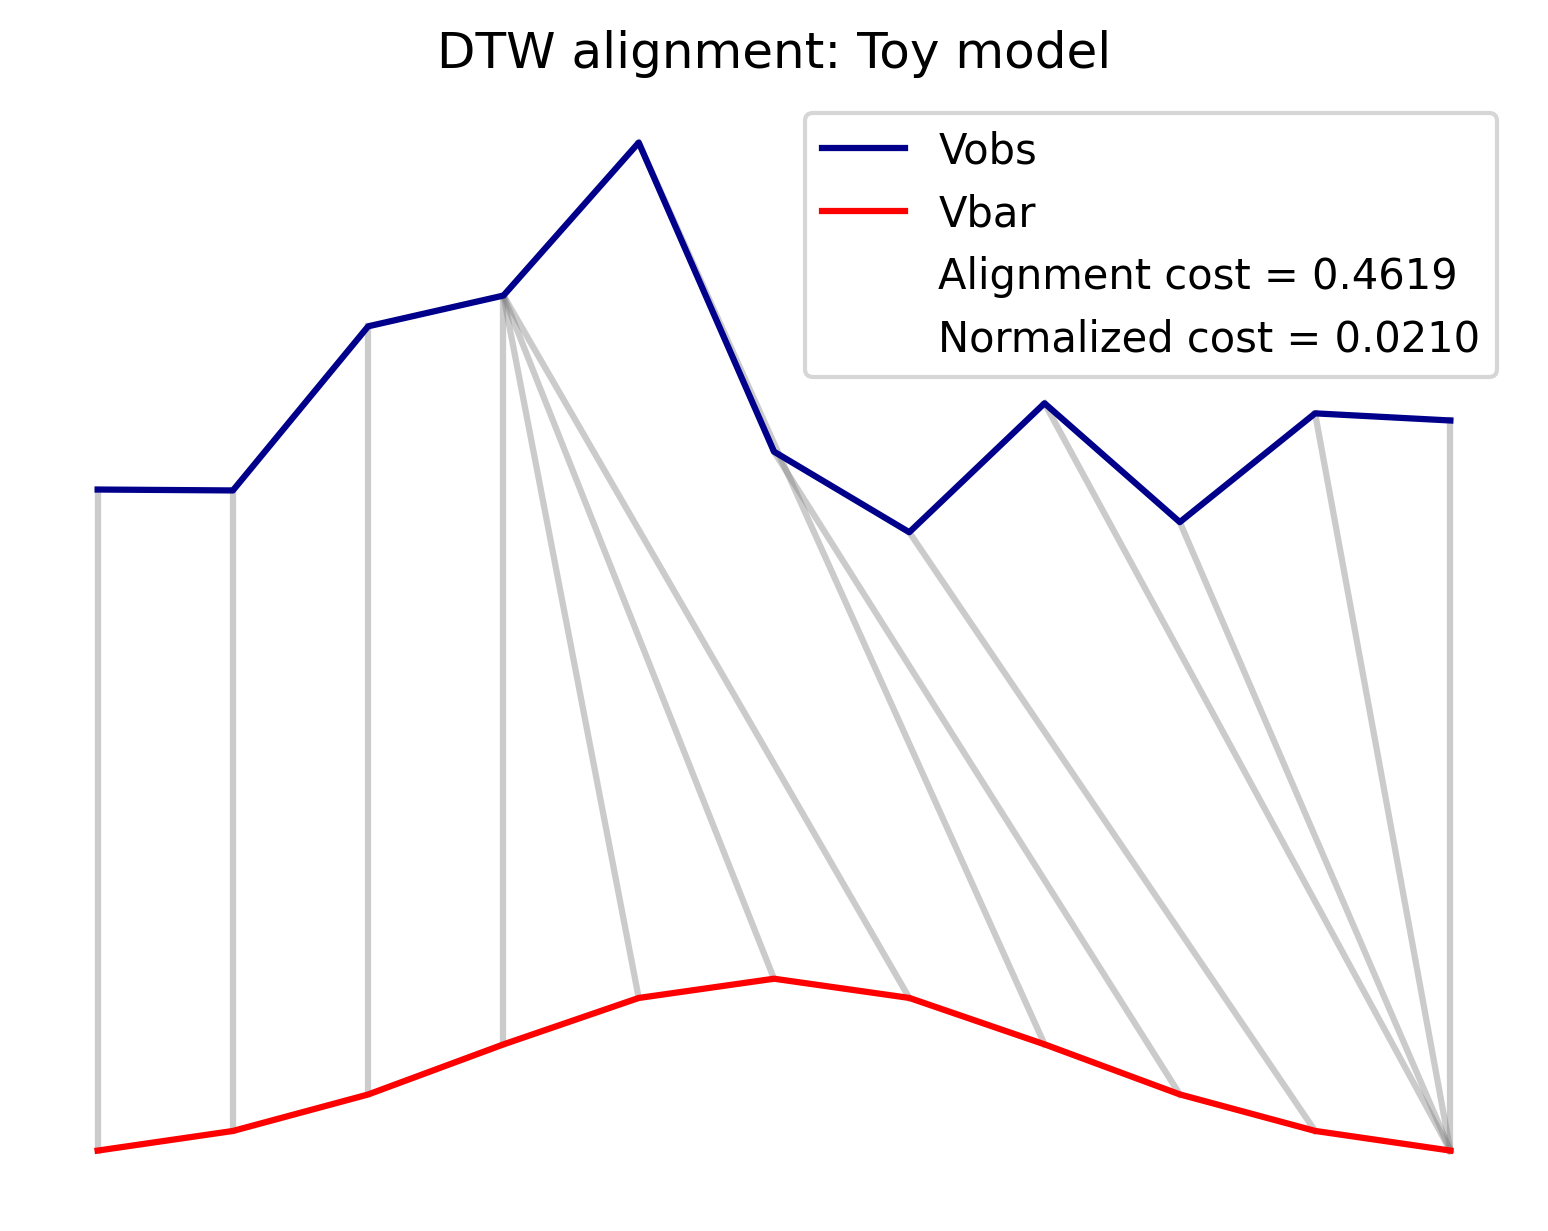 DTW alignment: Toy model
Vobs
Vbar
Alignment cost = 0.4619
Normalized cost = 0.0210